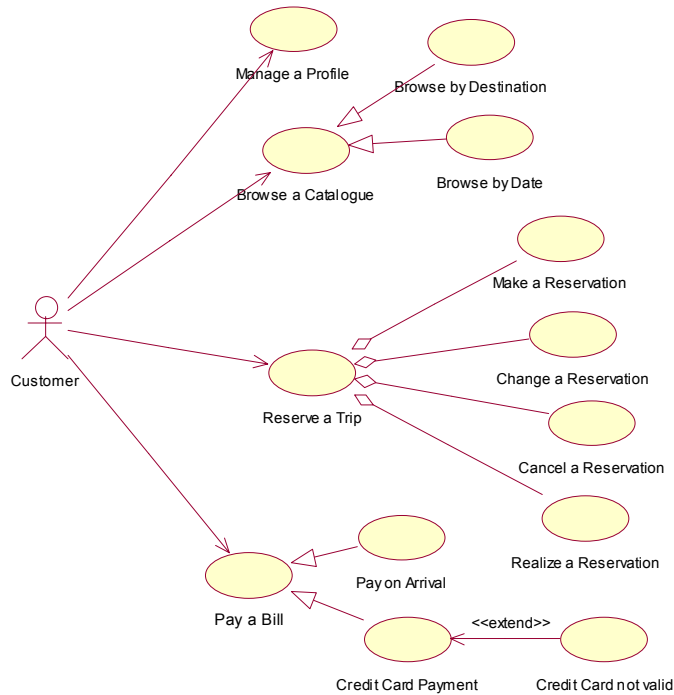 Manage a Profile
Browse by Destination
Browse a Catalogue
Browse by Date
Make a Reservation
Customer
Change a Reservation
Reserve a Trip
Cancel a Reservation
Realize a Reservation
Pay on Arrival
Pay a Bill
<<extend>>
Credit Card Payment
Credit Card not valid